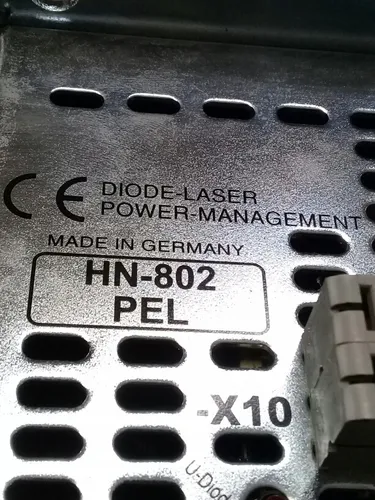 CE DIODE-LASER
POWER-MANAGEMENT
MADE IN GERMANY
HN-802
PEL
-X10